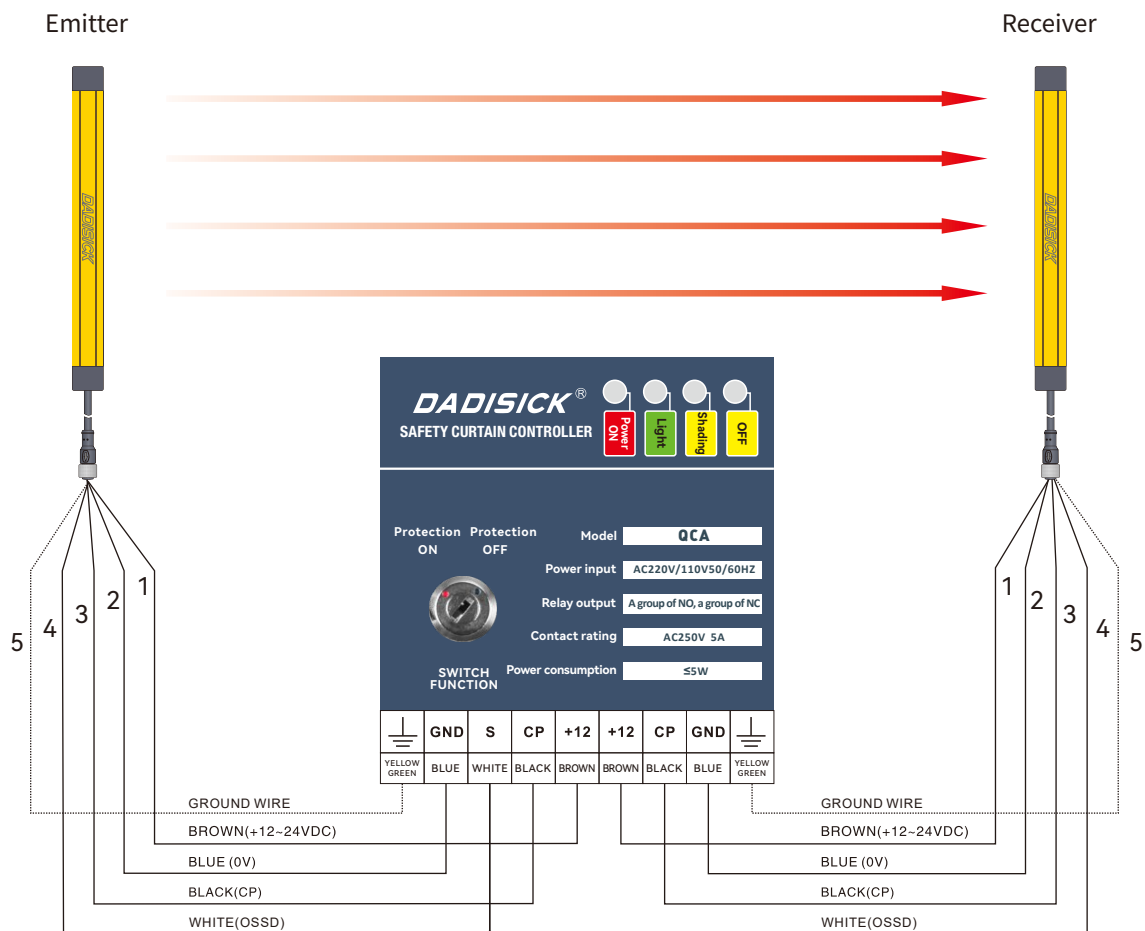 Emitter
Receiver
DADISICK
DADISICK
DADISICK®
SAFETY CURTAIN CONTROLLER
Power ON
Light
Shading
OFF
Protection ON
Protection OFF
SWITCH FUNCTION
Model QCA
Power input AC220V/110V50/60HZ
Relay output A group of NO, a group of NC
Contact rating AC250V 5A
Power consumption ≤5W
5 4 3 2 1
1 2 3 4 5
GND S CP +12 +12 CP GND
YELLOW GREEN BLUE WHITE BLACK BROWN BROWN BLACK BLUE YELLOW GREEN
GROUND WIRE
BROWN(+12~24VDC)
BLUE (0V)
BLACK(CP)
WHITE(OSSD)
GROUND WIRE
BROWN(+12~24VDC)
BLUE (0V)
BLACK(CP)
WHITE(OSSD)